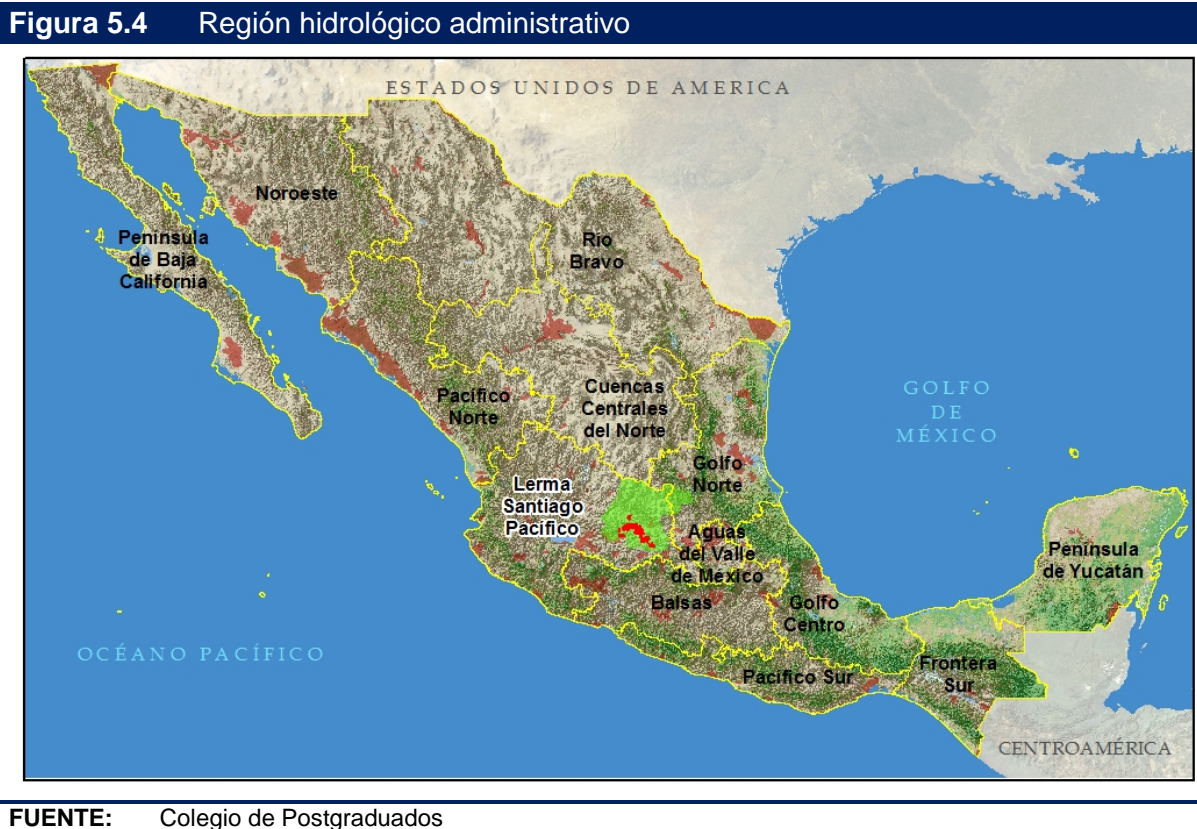 Figura 5.4 Región hidrológico administrativo
ESTADOS UNIDOS DE AMERICA
Noroeste
Península
de Baja
California
Río
Bravo
Pacífico
Norte
Cuencas
Centrales
del Norte
GOLFO
DE
MÉXICO
Golfo
Norte
Lerma
Santiago
Pacífico
Aguas
del Valle
de México
Península
de Yucatán
Balsas
Golfo
Centro
OCÉANO PACÍFICO
Pacífico Sur
Frontera
Sur
CENTROAMÉRICA
FUENTE: Colegio de Postgraduados